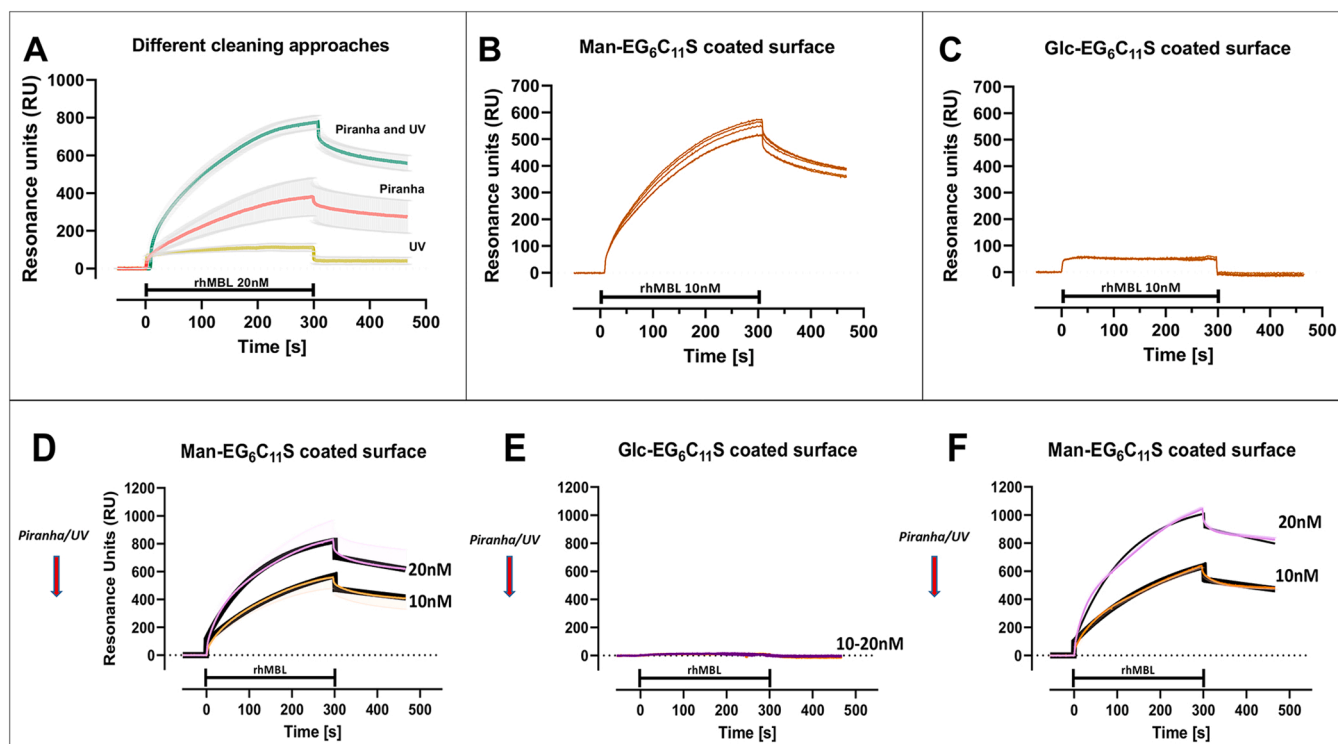 A
Different cleaning approaches
Resonance units (RU)
1000
800
600
400
200
0
Piranha and UV
Piranha
UV
rhMBL 20nM
0 100 200 300 400 500
Time [s]
B
Man-EG₆C₁₁S coated surface
Resonance units (RU)
700
600
500
400
300
200
100
0
rhMBL 10nM
0 100 200 300 400 500
Time [s]
C
Glc-EG₆C₁₁S coated surface
Resonance units (RU)
700
600
500
400
300
200
100
0
rhMBL 10nM
0 100 200 300 400 500
Time [s]
D
Man-EG₆C₁₁S coated surface
Piranha/UV
Resonance Units (RU)
1200
1000
800
600
400
200
0
20nM
10nM
rhMBL
0 100 200 300 400 500
Time [s]
E
Glc-EG₆C₁₁S coated surface
Piranha/UV
1200
1000
800
600
400
200
0
10-20nM
rhMBL
0 100 200 300 400 500
Time [s]
F
Man-EG₆C₁₁S coated surface
Piranha/UV
1200
1000
800
600
400
200
0
20nM
10nM
rhMBL
0 100 200 300 400 500
Time [s]